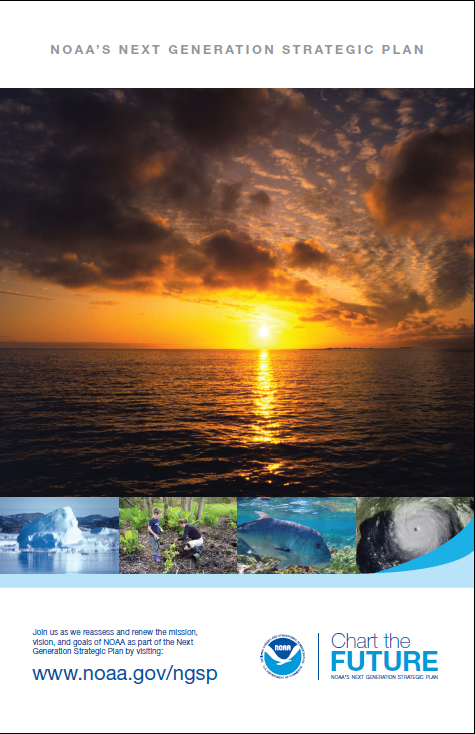 NOAA'S NEXT GENERATION STRATEGIC PLAN
Join us as we reassess and renew the mission,
vision, and goals of NOAA as part of the Next
Generation Strategic Plan by visiting:
www.noaa.gov/ngsp
NOAA
Chart the
FUTURE
NOAA'S NEXT GENERATION STRATEGIC PLAN